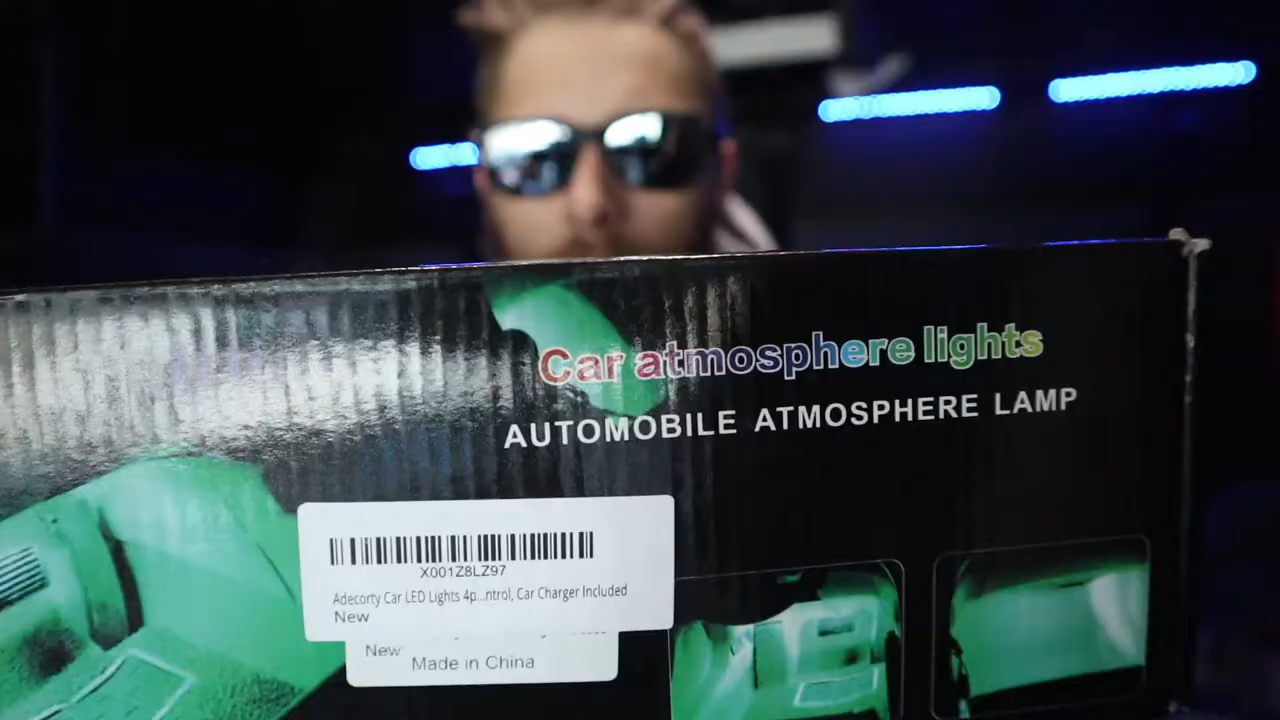 Car atmosphere lights
AUTOMOBILE ATMOSPHERE LAMP
X001Z8LZ97
Adecorty Car LED Lights 4p...ntrol, Car Charger Included
New
New
Made in China